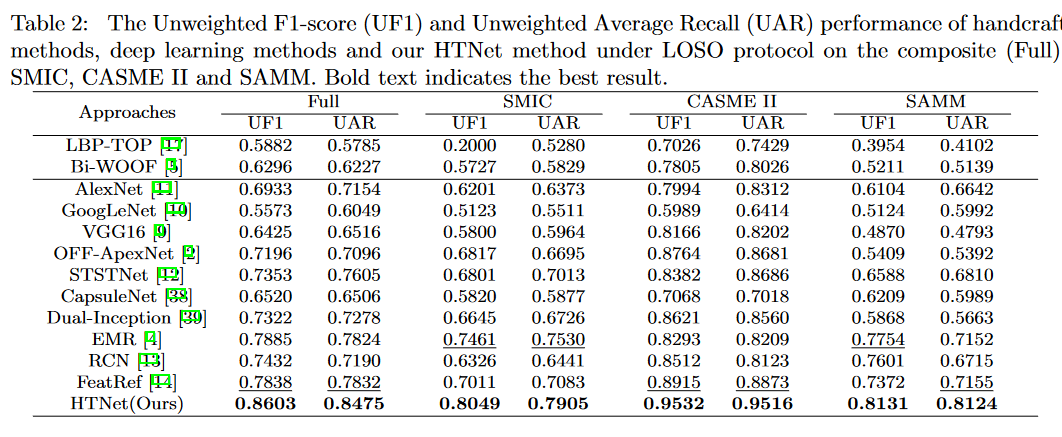 Table 2: The Unweighted F1-score (UF1) and Unweighted Average Recall (UAR) performance of handcraft
methods, deep learning methods and our HTNet method under LOSO protocol on the composite (Full)
SMIC, CASME II and SAMM. Bold text indicates the best result.
Approaches Full SMIC CASME II SAMM
UF1 UAR UF1 UAR UF1 UAR UF1 UAR
LBP-TOP [17] 0.5882 0.5785 0.2000 0.5280 0.7026 0.7429 0.3954 0.4102
Bi-WOOF [5] 0.6296 0.6227 0.5727 0.5829 0.7805 0.8026 0.5211 0.5139
AlexNet [11] 0.6933 0.7154 0.6201 0.6373 0.7994 0.8312 0.6104 0.6642
GoogLeNet [10] 0.5573 0.6049 0.5123 0.5511 0.5989 0.6414 0.5124 0.5992
VGG16 [9] 0.6425 0.6516 0.5800 0.5964 0.8166 0.8202 0.4870 0.4793
OFF-ApexNet [2] 0.7196 0.7096 0.6817 0.6695 0.8764 0.8681 0.5409 0.5392
STSTNet [12] 0.7353 0.7605 0.6801 0.7013 0.8382 0.8686 0.6588 0.6810
CapsuleNet [38] 0.6520 0.6506 0.5820 0.5877 0.7068 0.7018 0.6209 0.5989
Dual-Inception [39] 0.7322 0.7278 0.6645 0.6726 0.8621 0.8560 0.5868 0.5663
EMR [4] 0.7885 0.7824 0.7461 0.7530 0.8293 0.8209 0.7754 0.7152
RCN [13] 0.7432 0.7190 0.6326 0.6441 0.8512 0.8123 0.7601 0.6715
FeatRef [14] 0.7838 0.7832 0.7011 0.7083 0.8915 0.8873 0.7372 0.7155
HTNet(Ours) 0.8603 0.8475 0.8049 0.7905 0.9532 0.9516 0.8131 0.8124